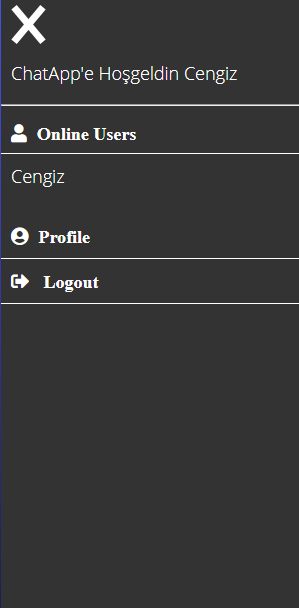 ChatApp'e Hoşgeldin Cengiz
Online Users
Cengiz
Profile
Logout